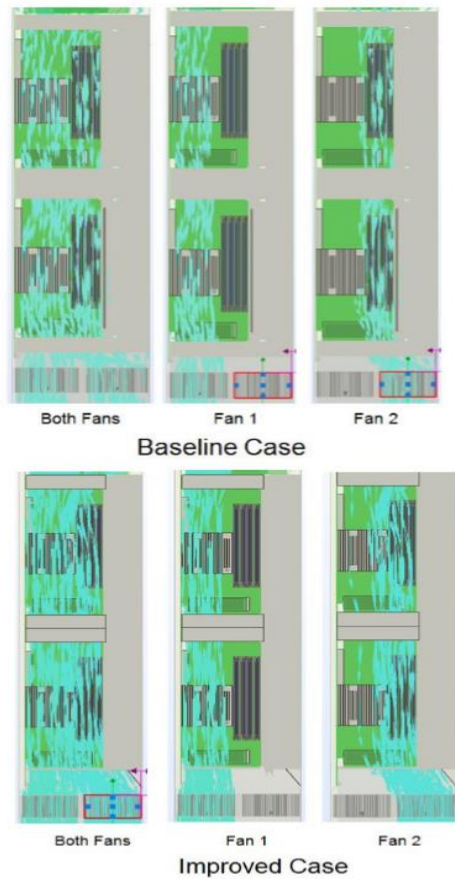 Both Fans Fan 1 Fan 2
Baseline Case
Both Fans Fan 1 Fan 2
Improved Case